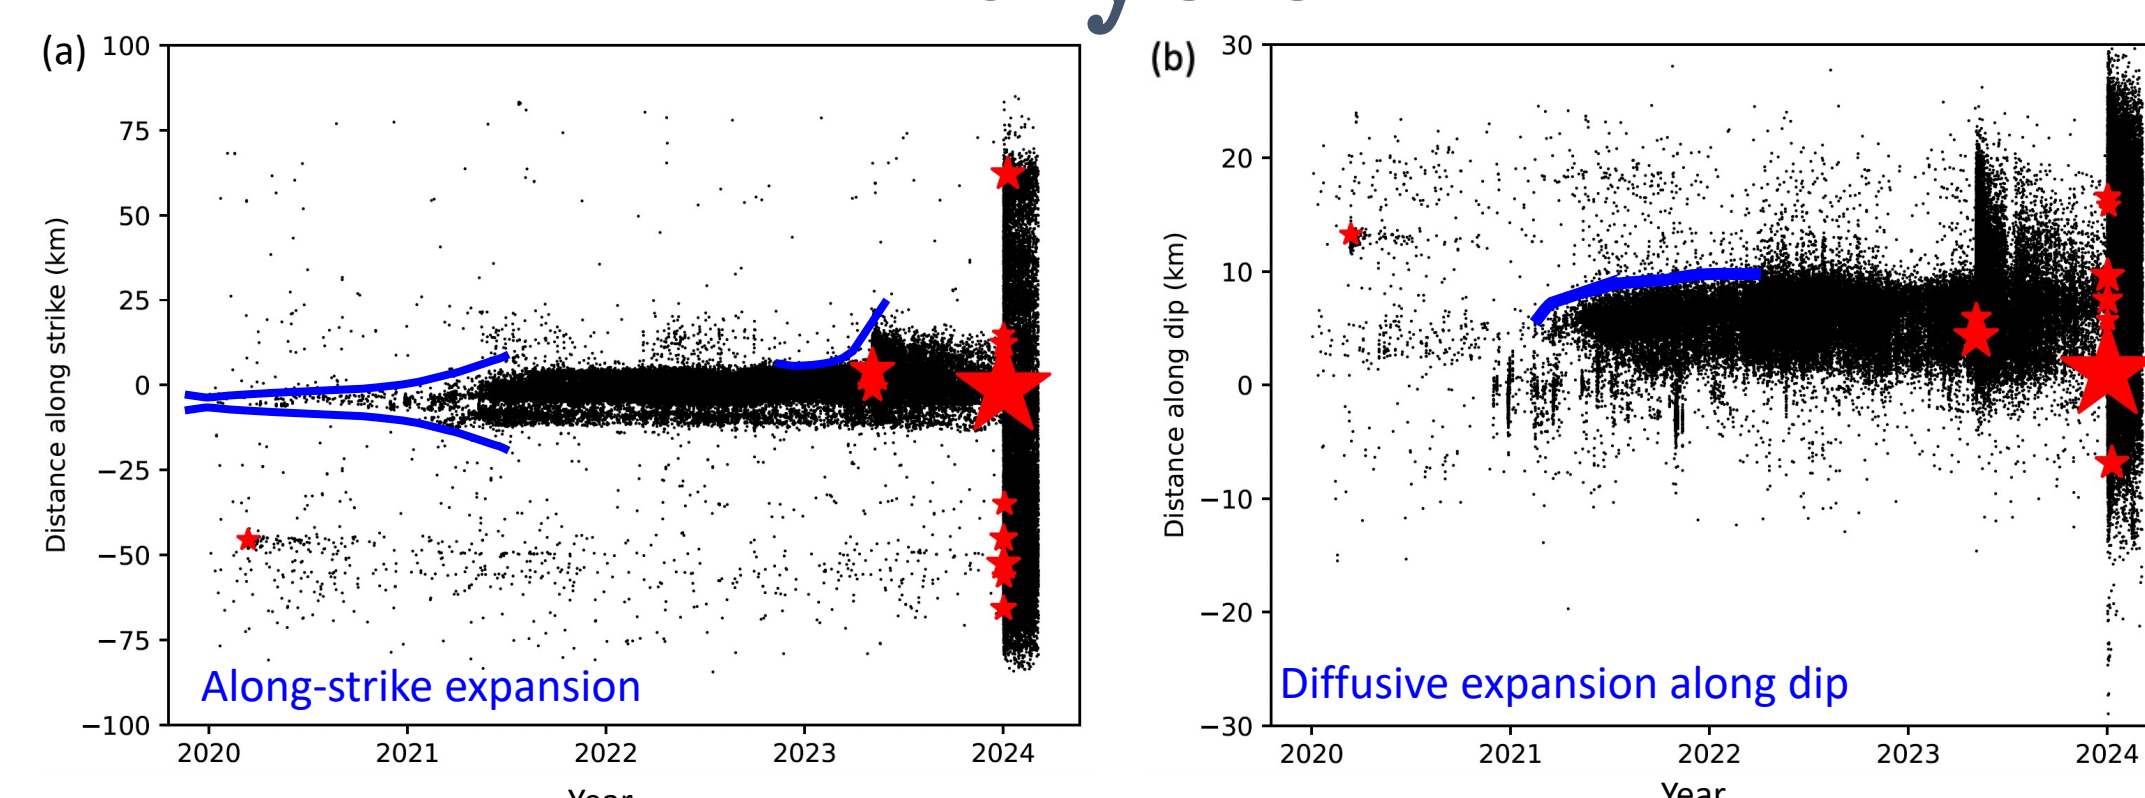 (a)
100
75
50
25
0
−25
−50
−75
−100
Distance along strike (km)
Along-strike expansion
2020 2021 2022 2023 2024
Year
(b)
30
20
10
0
−10
−20
−30
Distance along dip (km)
Diffusive expansion along dip
2020 2021 2022 2023 2024
Year